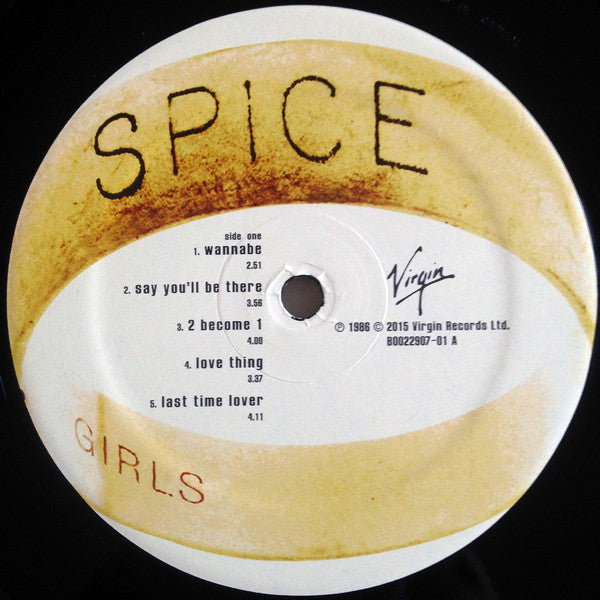 SPiCE
side one
1. wannabe
2.51
2. say you'll be there
3.56
3. 2 become 1
4.00
4. love thing
3.37
5. last time lover
4.11
Virgin
℗ 1986 © 2015 Virgin Records Ltd.
B0022907-01 A
GIRLS